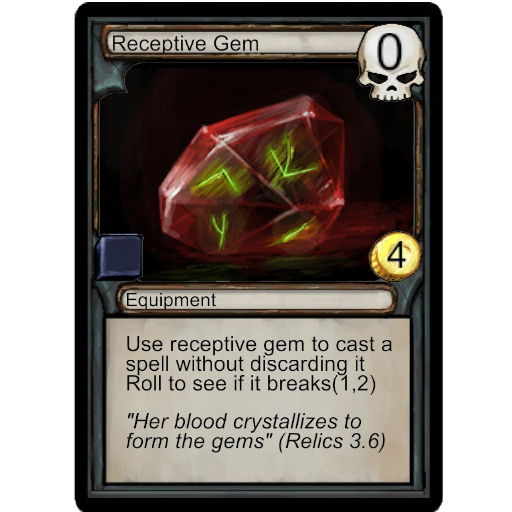 Receptive Gem
0
4
Equipment
Use receptive gem to cast a
spell without discarding it
Roll to see if it breaks(1,2)
"Her blood crystallizes to
form the gems" (Relics 3.6)